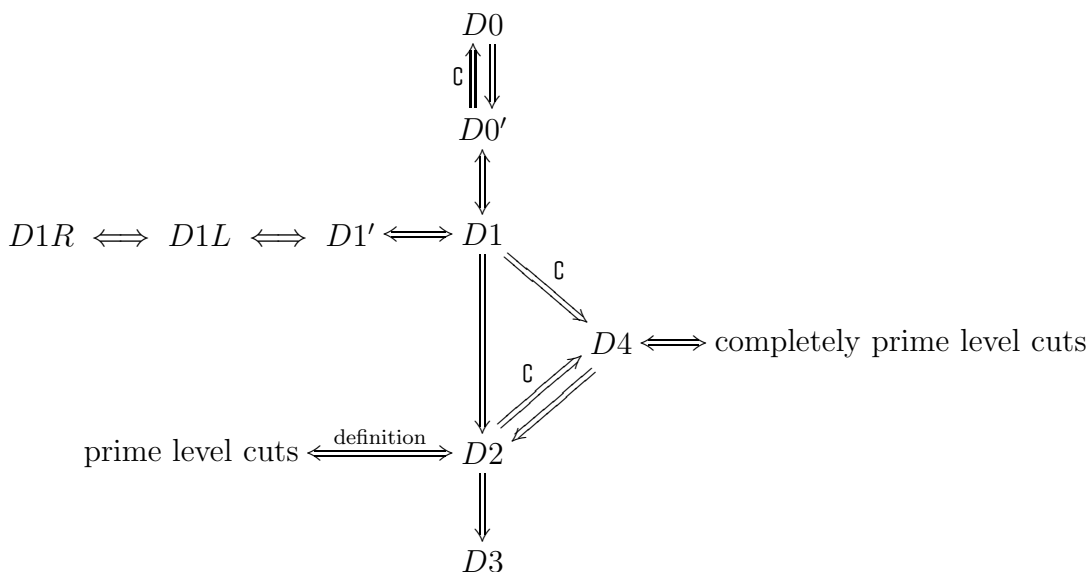 D0
C
D0′
D1R ⟺ D1L ⟺ D1′ ⟺ D1
C
D4 ⟺ completely prime level cuts
C
definition
prime level cuts ⟺ D2
D3